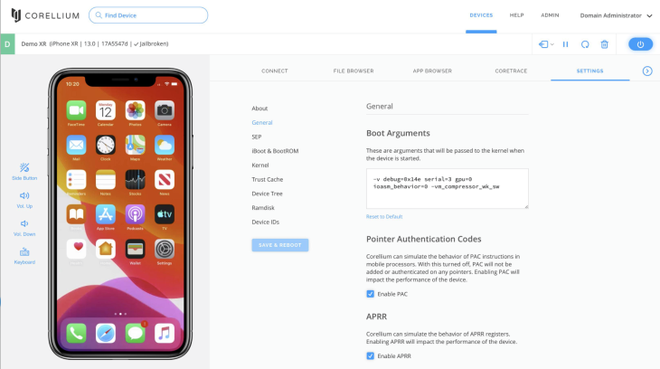 CORELLIUM
Find Device
DEVICES
HELP
ADMIN
Domain Administrator
D
Demo XR (iPhone XR | 13.0 | 17A5547d | ✓ Jailbroken)
CONNECT
FILE BROWSER
APP BROWSER
CORETRACE
SETTINGS
Side Button
Vol. Up
Vol. Down
Keyboard
10:20
FaceTime
Calendar
Photos
Camera
Mail
Clock
Maps
Weather
News
Notes
Stocks
Books
App Store
Podcasts
TV
Health
Home
Wallet
Settings
About
General
SEP
iBoot & BootROM
Kernel
Trust Cache
Device Tree
Ramdisk
Device IDs
SAVE & REBOOT
General
Boot Arguments
These are arguments that will be passed to the kernel when
the device is started.
-v debug=0x14e serial=3 gpu=0
ioasm_behavior=0 -vm_compressor_wk_sw
Reset to Default
Pointer Authentication Codes
Corellium can simulate the behavior of PAC instructions in
mobile processors. With this turned off, PAC will not be
added or authenticated on any pointers. Enabling PAC will
impact the performance of the device.
Enable PAC
APRR
Corellium can simulate the behavior of APRR registers.
Enabling APRR will impact the performance of the device.
Enable APRR